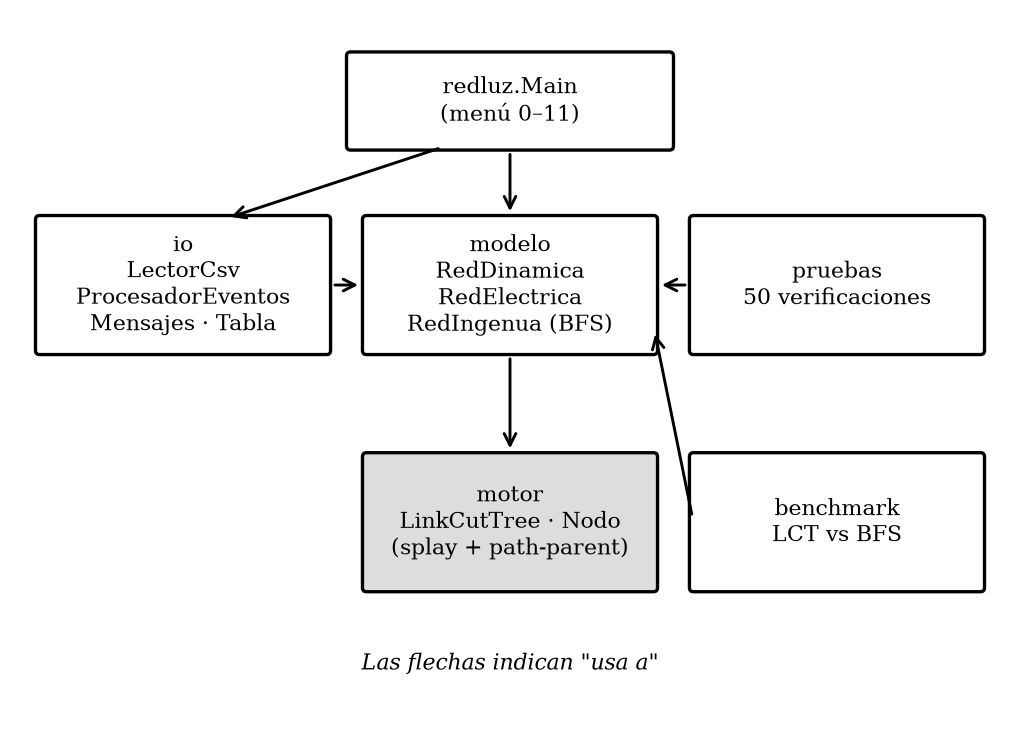 redluz.Main
(menú 0–11)
io
LectorCsv
ProcesadorEventos
Mensajes · Tabla
modelo
RedDinamica
RedElectrica
RedIngenua (BFS)
pruebas
50 verificaciones
motor
LinkCutTree · Nodo
(splay + path-parent)
benchmark
LCT vs BFS
Las flechas indican "usa a"